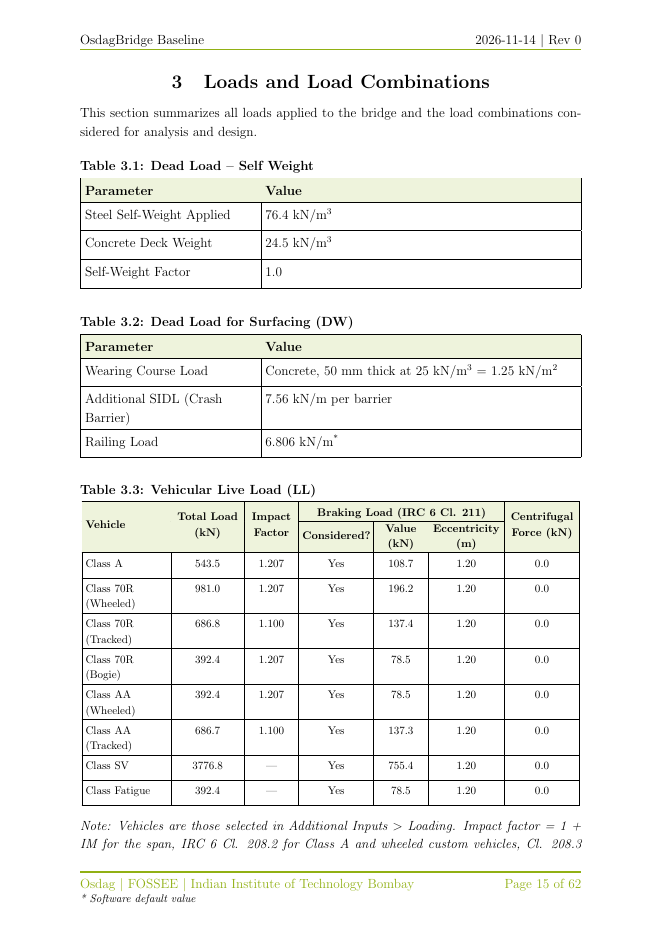 OsdagBridge Baseline 2026-11-14 | Rev 0
3 Loads and Load Combinations
This section summarizes all loads applied to the bridge and the load combinations con-
sidered for analysis and design.
Table 3.1: Dead Load – Self Weight
Parameter Value
Steel Self-Weight Applied 76.4 kN/m³
Concrete Deck Weight 24.5 kN/m³
Self-Weight Factor 1.0
Table 3.2: Dead Load for Surfacing (DW)
Parameter Value
Wearing Course Load Concrete, 50 mm thick at 25 kN/m³ = 1.25 kN/m²
Additional SIDL (Crash 7.56 kN/m per barrier
Barrier)
Railing Load 6.806 kN/m*
Table 3.3: Vehicular Live Load (LL)
Vehicle Total Load (kN) Impact Factor Braking Load (IRC 6 Cl. 211) Centrifugal Force (kN)
Considered? Value (kN) Eccentricity (m)
Class A 543.5 1.207 Yes 108.7 1.20 0.0
Class 70R 981.0 1.207 Yes 196.2 1.20 0.0
(Wheeled)
Class 70R 686.8 1.100 Yes 137.4 1.20 0.0
(Tracked)
Class 70R 392.4 1.207 Yes 78.5 1.20 0.0
(Bogie)
Class AA 392.4 1.207 Yes 78.5 1.20 0.0
(Wheeled)
Class AA 686.7 1.100 Yes 137.3 1.20 0.0
(Tracked)
Class SV 3776.8 — Yes 755.4 1.20 0.0
Class Fatigue 392.4 — Yes 78.5 1.20 0.0
Note: Vehicles are those selected in Additional Inputs > Loading. Impact factor = 1 +
IM for the span, IRC 6 Cl. 208.2 for Class A and wheeled custom vehicles, Cl. 208.3
Osdag | FOSSEE | Indian Institute of Technology Bombay Page 15 of 62
* Software default value